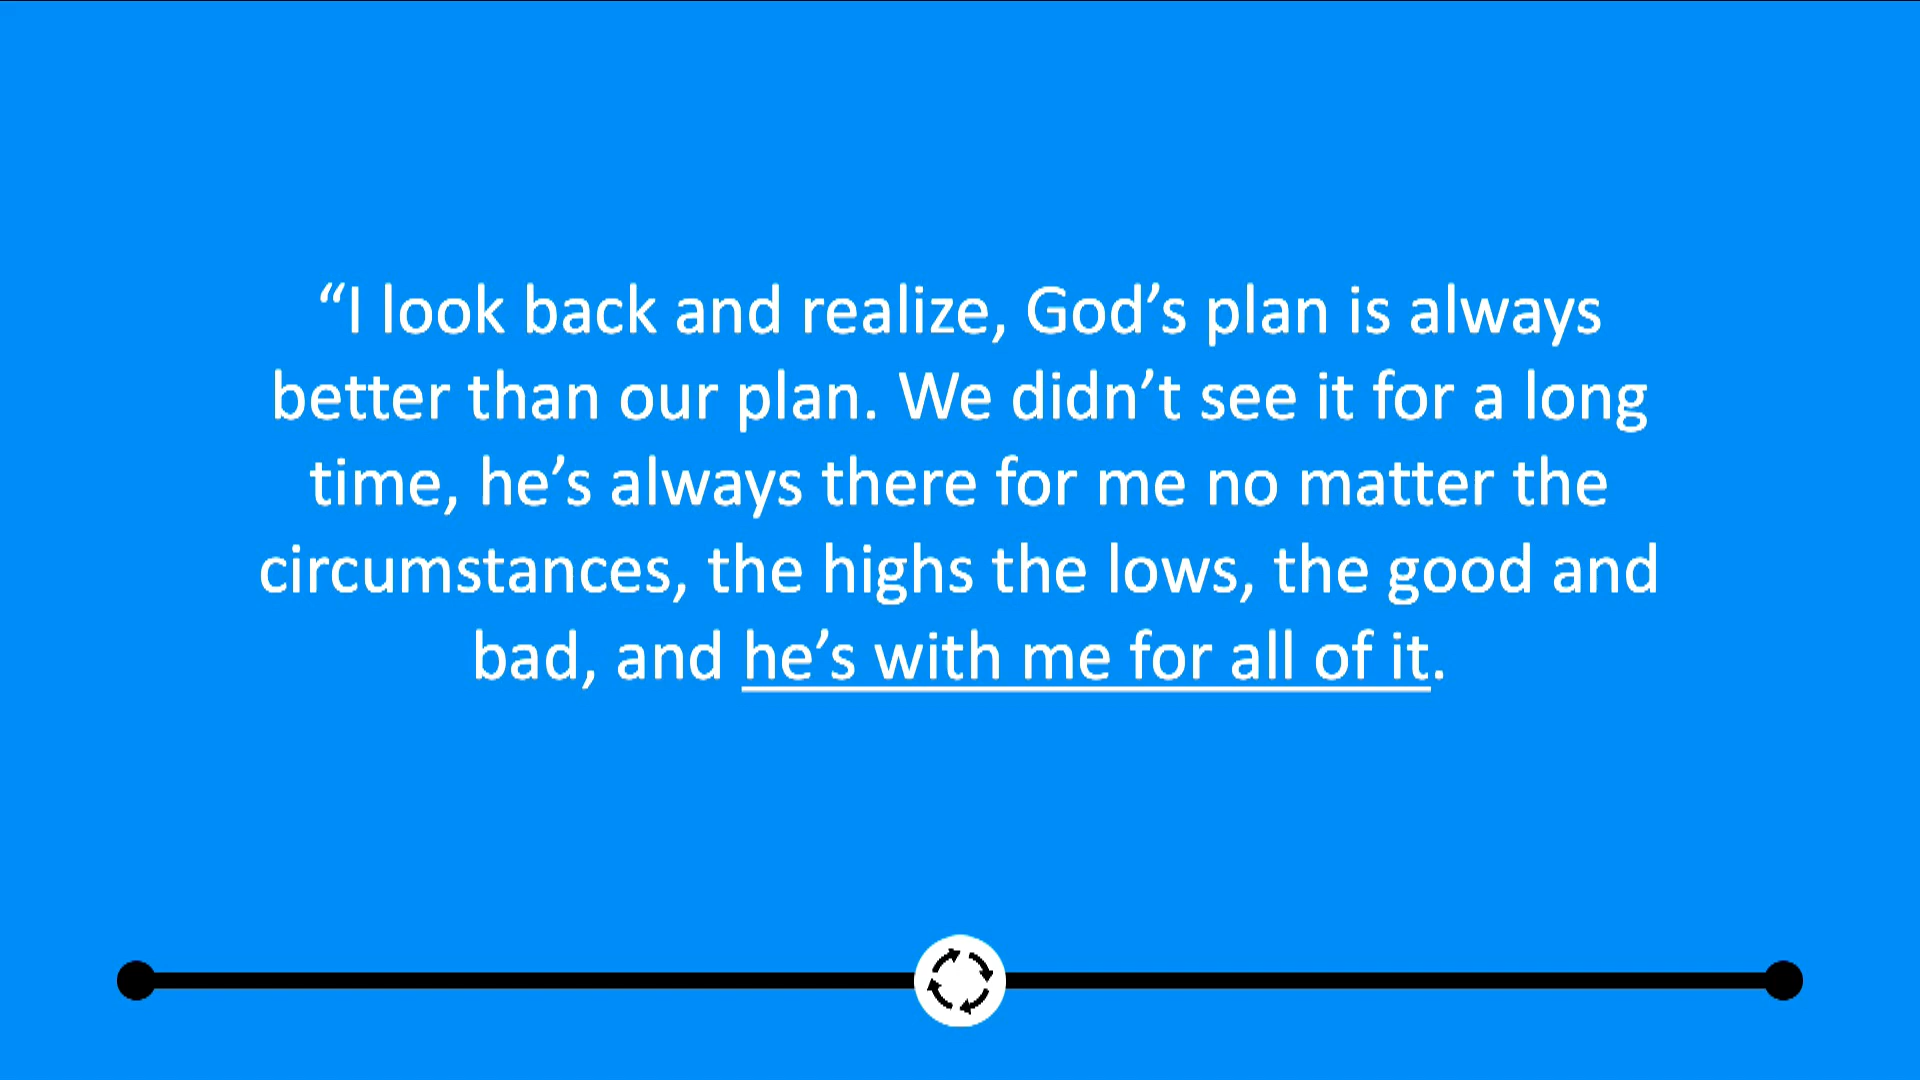 “I look back and realize, God’s plan is always
better than our plan. We didn’t see it for a long
time, he’s always there for me no matter the
circumstances, the highs the lows, the good and
bad, and he’s with me for all of it.